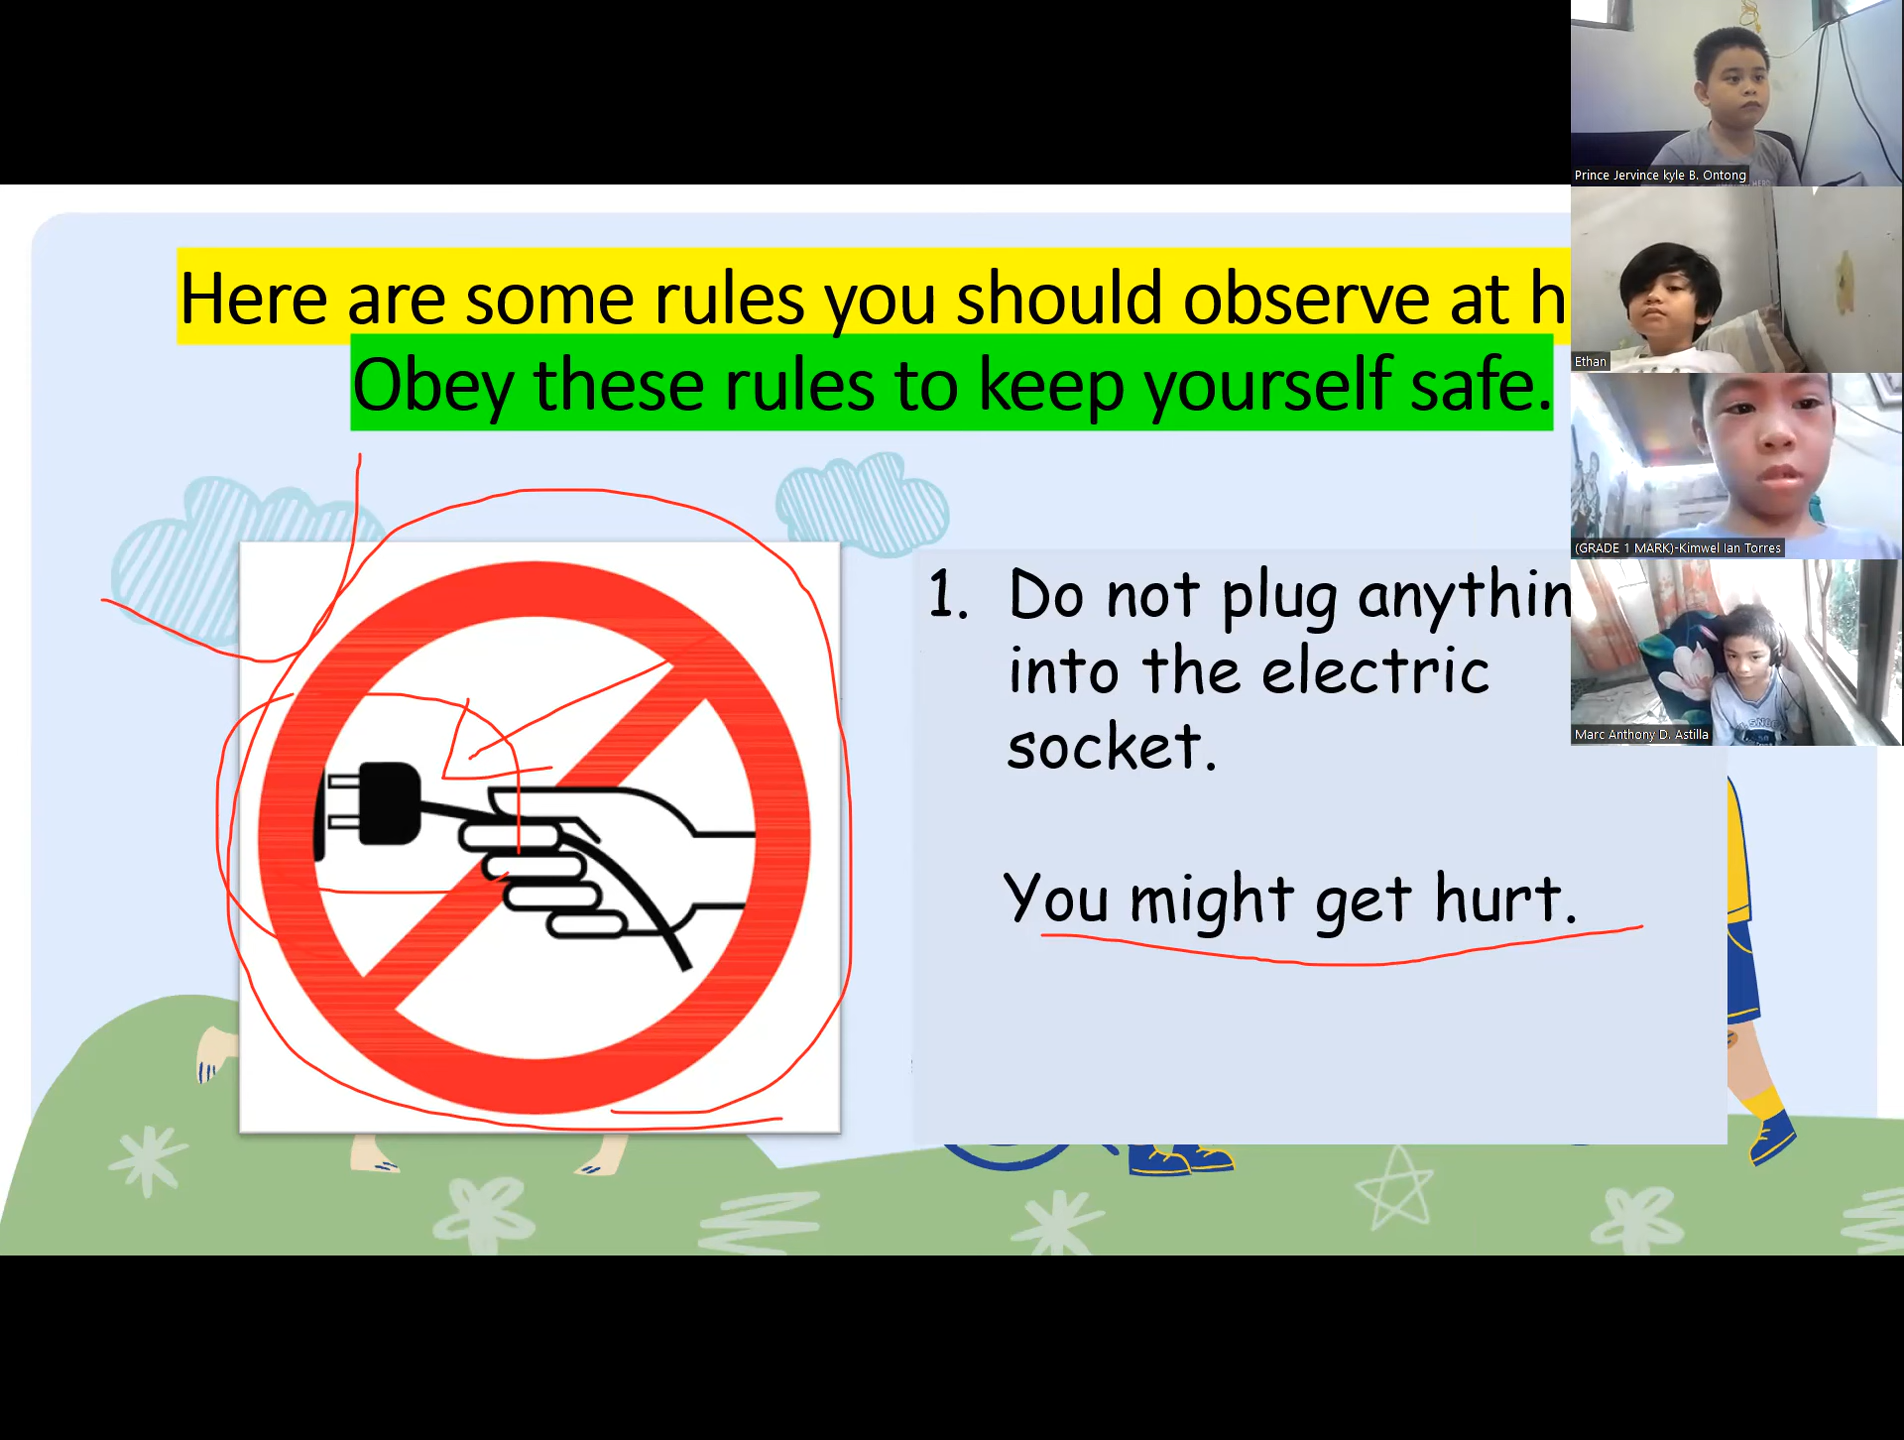 Here are some rules you should observe at h
Obey these rules to keep yourself safe.
1. Do not plug anythin
into the electric
socket.
You might get hurt.
Prince Jervince kyle B. Ontong
Ethan
(GRADE 1 MARK)-Kimwel Ian Torres
Marc Anthony D. Astilla